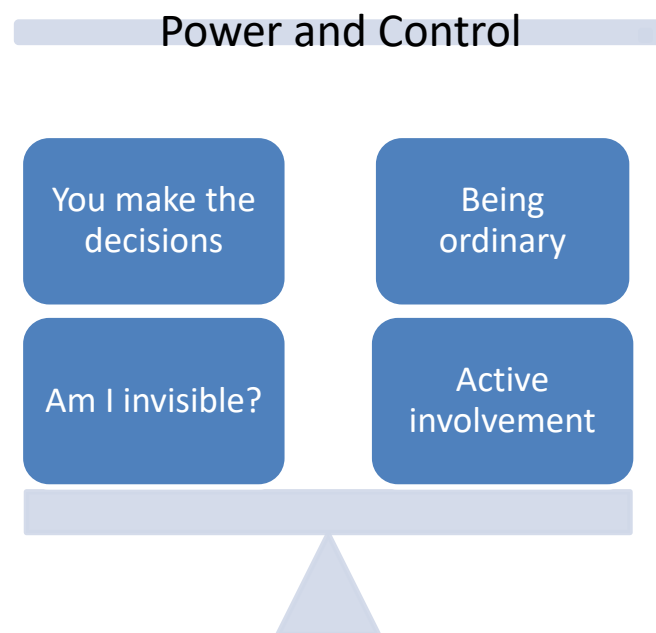 Power and Control
You make the
decisions
Being
ordinary
Am I invisible?
Active
involvement